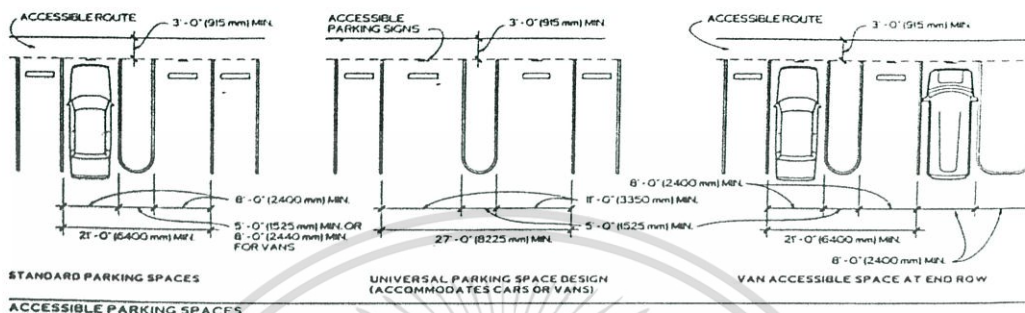 ACCESSIBLE ROUTE
3'-0" (915 mm) MIN.
8'-0" (2400 mm) MIN.
5'-0" (1525 mm) MIN. OR
8'-0" (2440 mm) MIN.
FOR VANS
21'-0" (6400 mm) MIN.
STANDARD PARKING SPACES
ACCESSIBLE
PARKING SIGNS
3'-0" (915 mm) MIN.
11'-0" (3350 mm) MIN.
5'-0" (1525 mm) MIN.
27'-0" (8225 mm) MIN.
UNIVERSAL PARKING SPACE DESIGN
(ACCOMMODATES CARS OR VANS)
ACCESSIBLE ROUTE
3'-0" (915 mm) MIN.
8'-0" (2400 mm) MIN.
21'-0" (6400 mm) MIN.
8'-0" (2400 mm) MIN.
VAN ACCESSIBLE SPACE AT END ROW
ACCESSIBLE PARKING SPACES